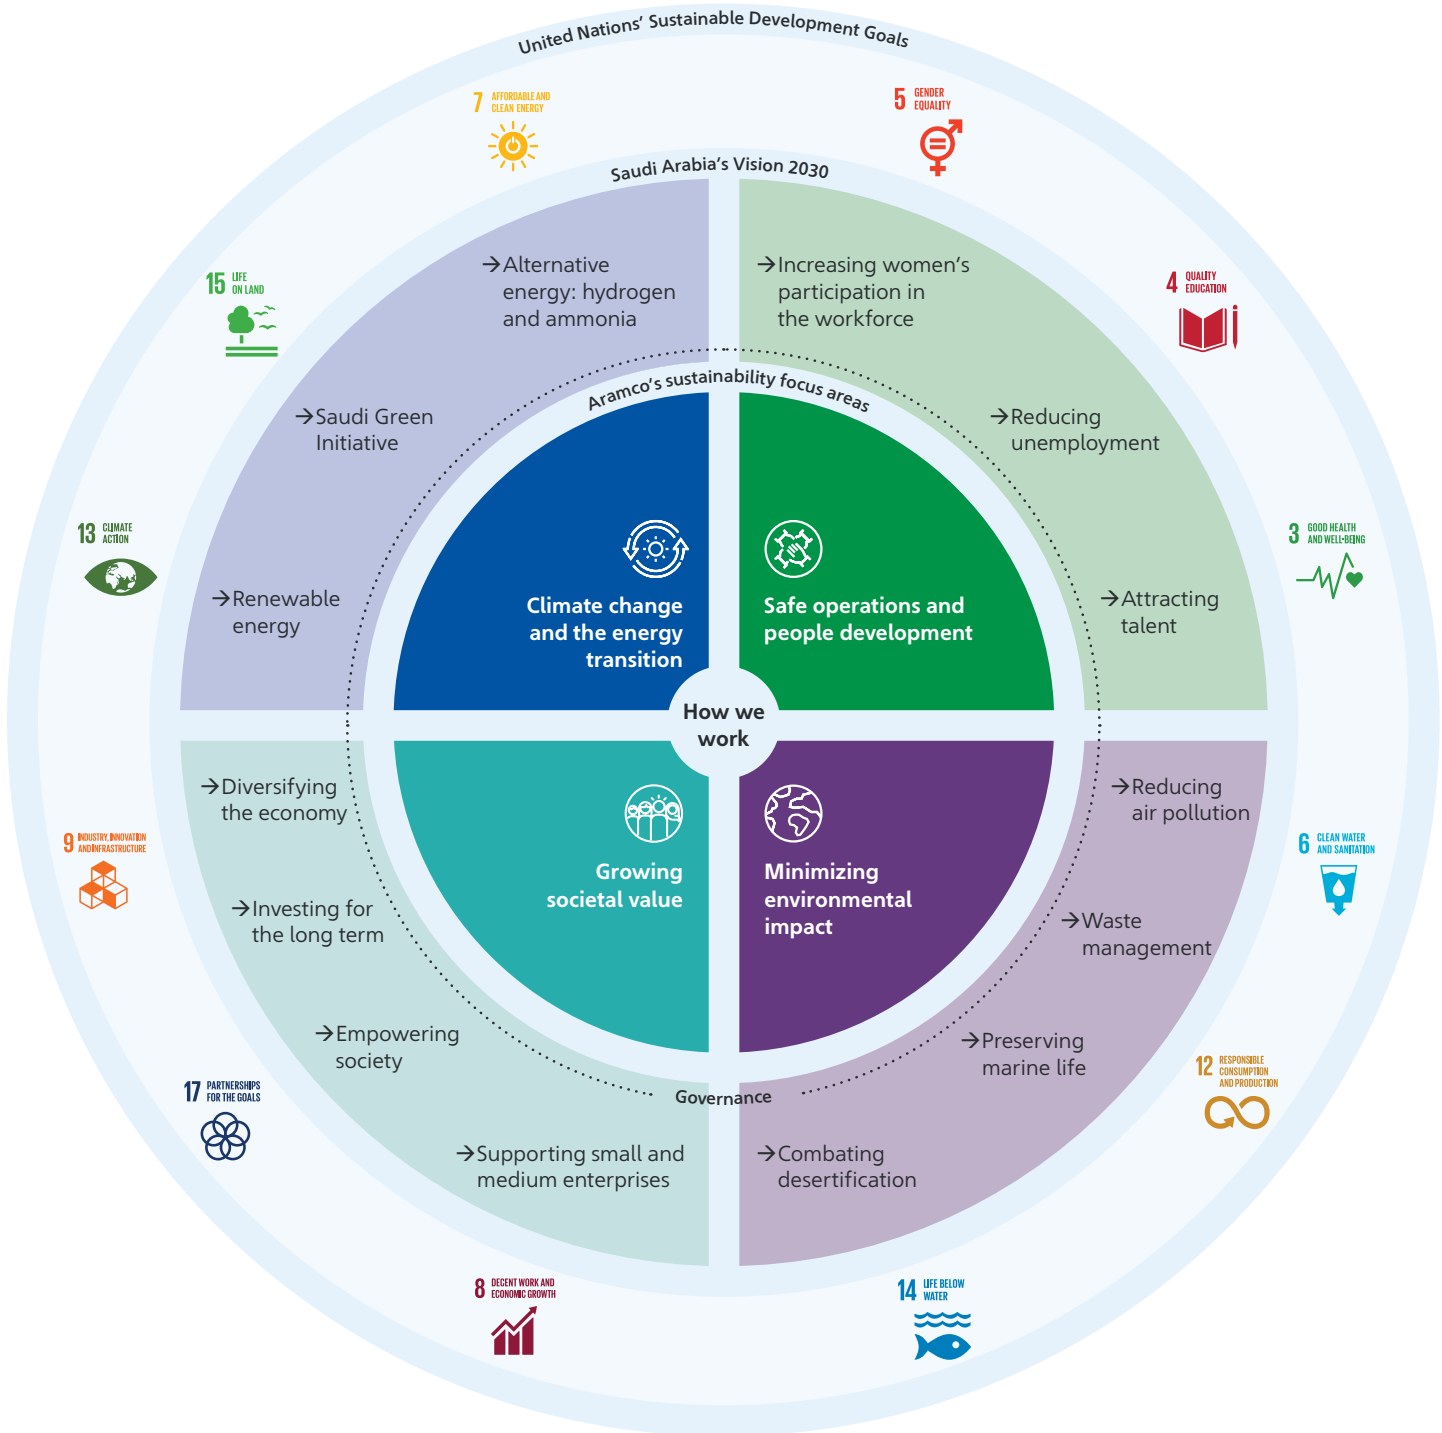 United Nations' Sustainable Development Goals
7 AFFORDABLE AND
CLEAN ENERGY
5 GENDER
EQUALITY
Saudi Arabia's Vision 2030
15 LIFE
ON LAND
4 QUALITY
EDUCATION
→Alternative
energy: hydrogen
and ammonia
→Increasing women's
participation in
the workforce
Aramco's sustainability focus areas
→Saudi Green
Initiative
→Reducing
unemployment
13 CLIMATE
ACTION
3 GOOD HEALTH
AND WELL-BEING
→Renewable
energy
Climate change
and the energy
transition
Safe operations and
people development
→Attracting
talent
How we
work
→Diversifying
the economy
→Reducing
air pollution
9 INDUSTRY, INNOVATION
AND INFRASTRUCTURE
Growing
societal value
Minimizing
environmental
impact
6 CLEAN WATER
AND SANITATION
→Investing for
the long term
→Waste
management
→Empowering
society
→Preserving
marine life
17 PARTNERSHIPS
FOR THE GOALS
12 RESPONSIBLE
CONSUMPTION
AND PRODUCTION
Governance
→Supporting small and
medium enterprises
→Combating
desertification
8 DECENT WORK AND
ECONOMIC GROWTH
14 LIFE BELOW
WATER